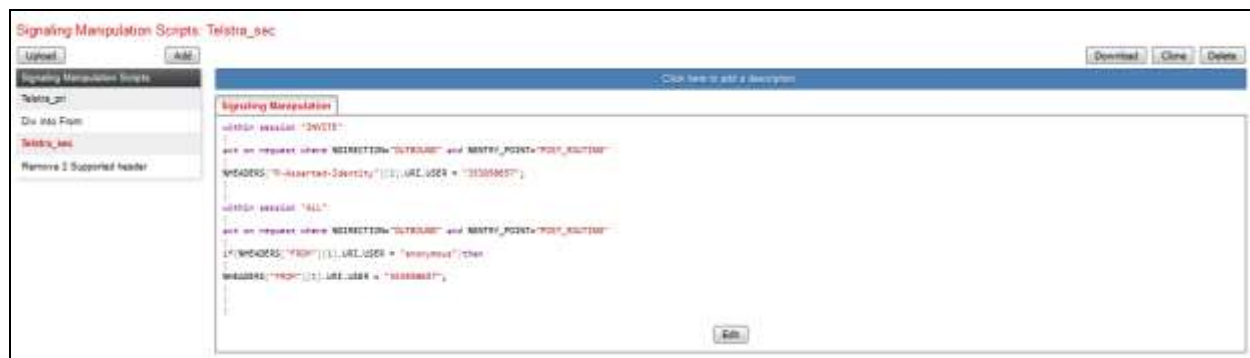 Signaling Manipulation Scripts: Telstra_sec
Upload
Add
Download
Clone
Delete
Signaling Manipulation Scripts
Telstra_pri
Div into From
Telstra_sec
Remove 2 Supported header
Click here to add a description
Signaling Manipulation
within session "INVITE"
{
act on request where %DIRECTION="OUTBOUND" and %ENTRY_POINT="POST_ROUTING"
{
%HEADERS["P-Asserted-Identity"][1].URI.USER =
}
}
within session "ALL"
{
act on request where %DIRECTION="OUTBOUND" and %ENTRY_POINT="POST_ROUTING"
{
if(%HEADERS["FROM"][1].URI.USER = "anonymous")then
{
%HEADERS["FROM"][1].URI.USER =
}
}
}
Edit